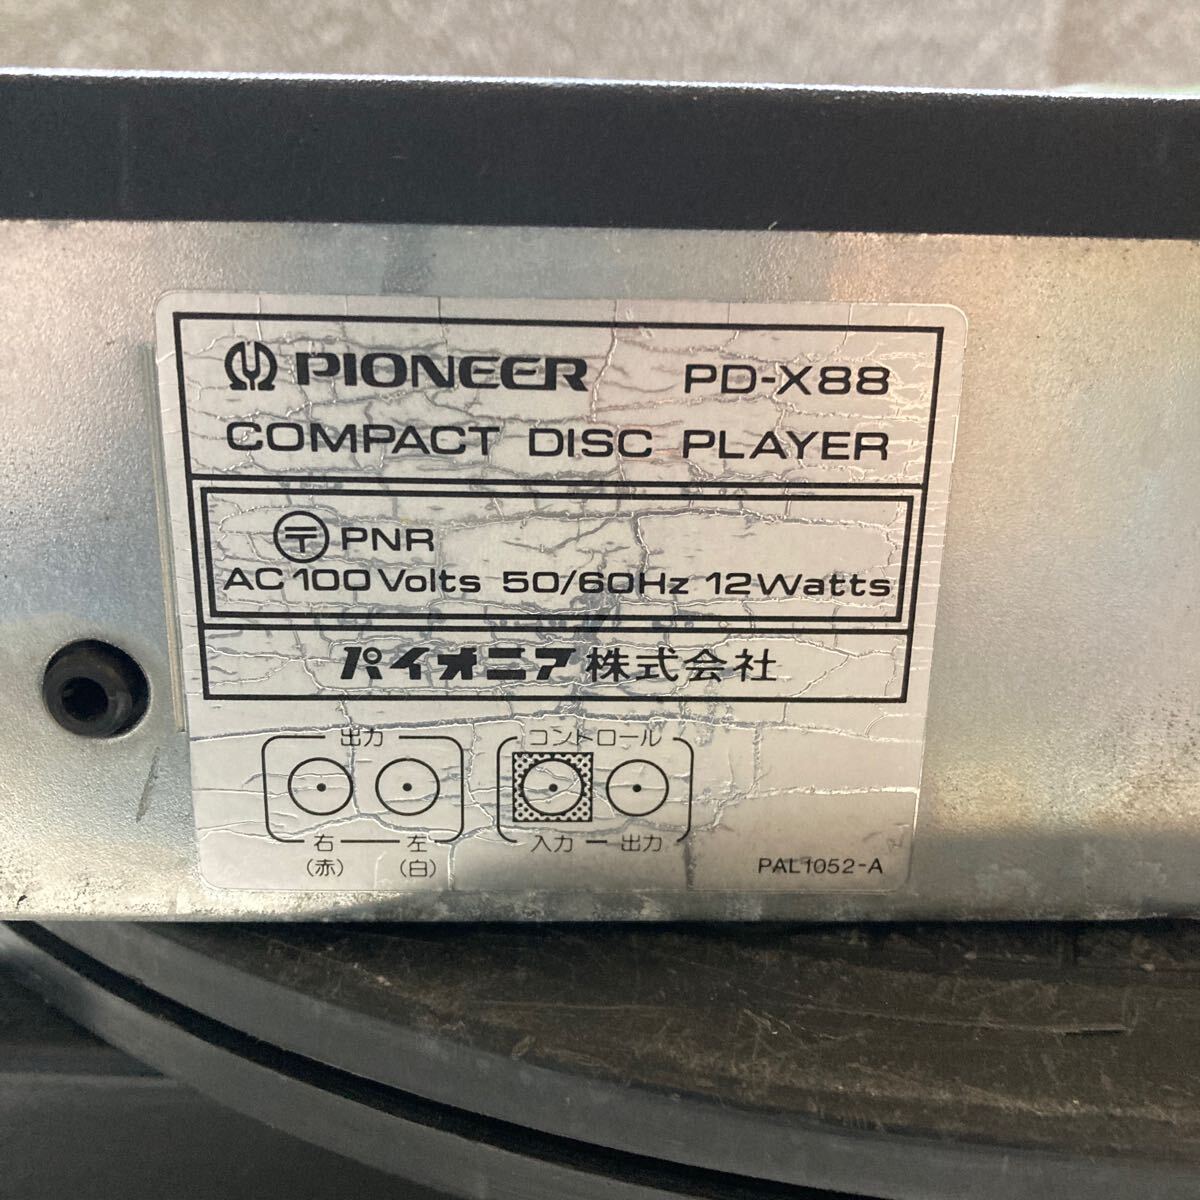 PIONEER PD-X88
COMPACT DISC PLAYER
〒 PNR
AC 100 Volts 50/60Hz 12Watts
パイオニア株式会社
出力 コントロール
右 左 入力 出力
(赤) (白)
PAL1052-A